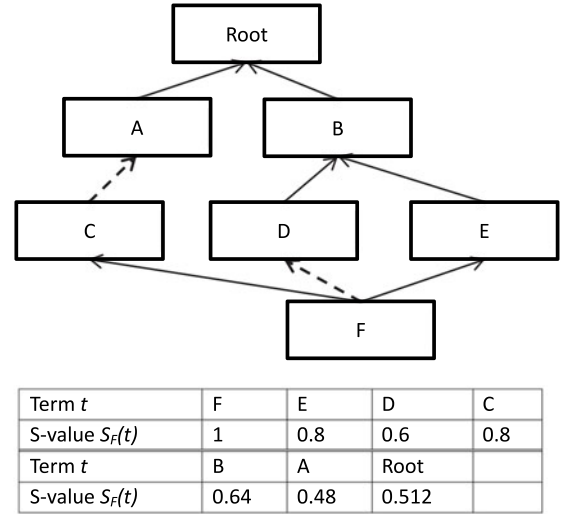 Root
A
B
C
D
E
F
Term t F E D C
S-value SF(t) 1 0.8 0.6 0.8
Term t B A Root
S-value SF(t) 0.64 0.48 0.512